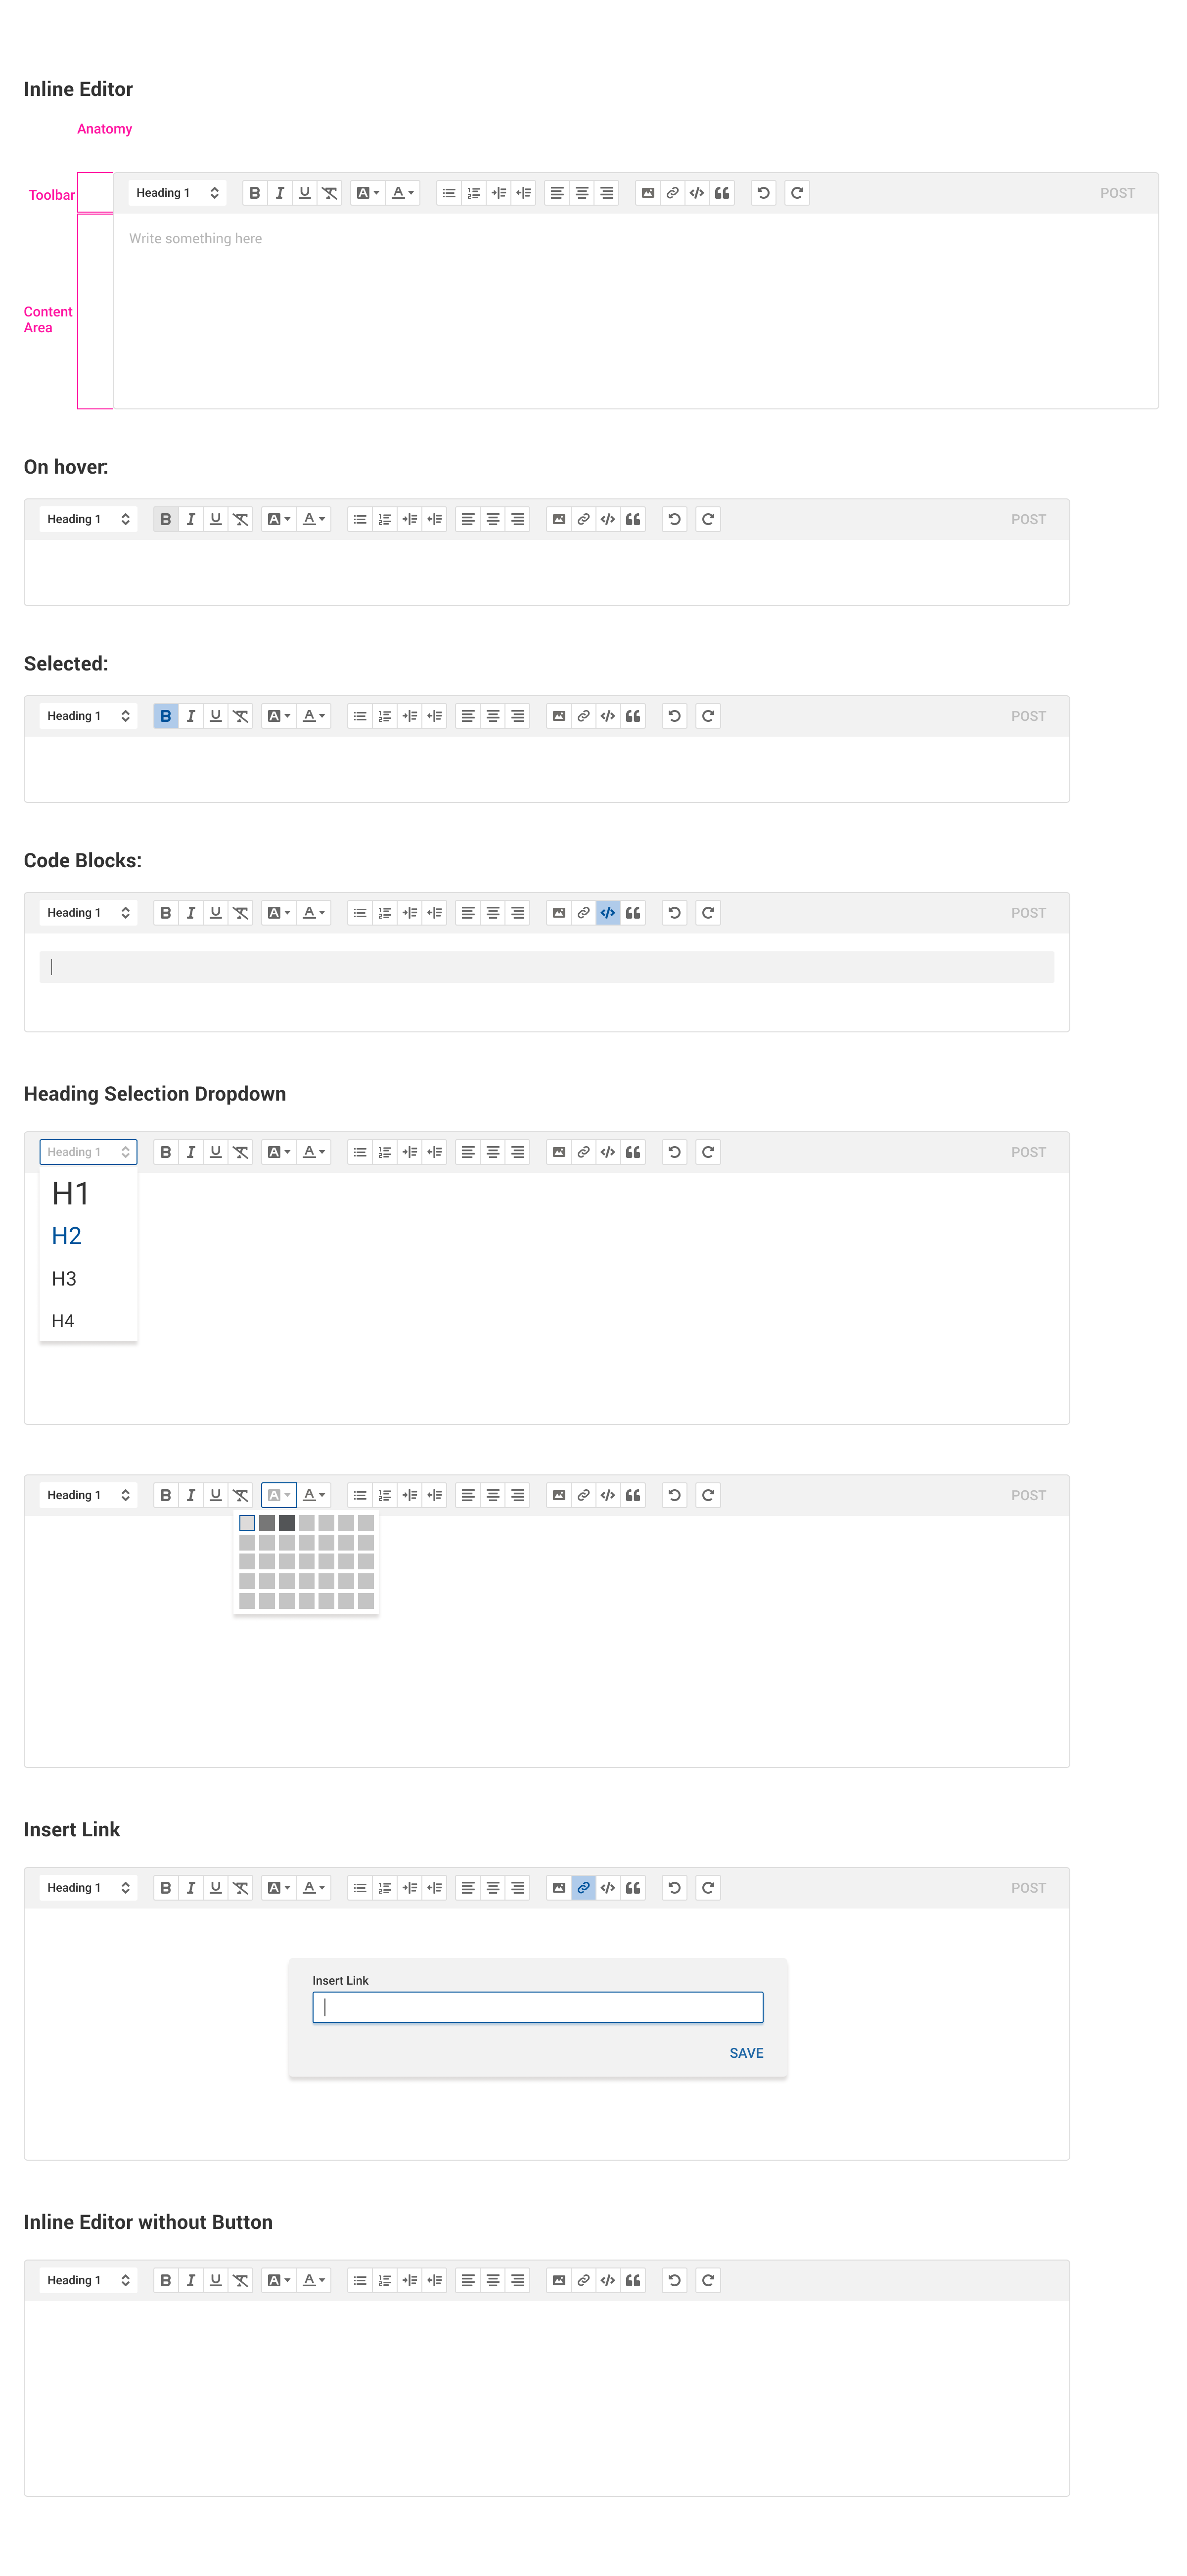 Inline Editor
Anatomy
Toolbar
Heading 1
POST
Write something here
Content
Area
On hover:
Heading 1
POST
Selected:
Heading 1
POST
Code Blocks:
Heading 1
POST
Heading Selection Dropdown
Heading 1
POST
H1
H2
H3
H4
Heading 1
POST
Insert Link
Heading 1
POST
Insert Link
SAVE
Inline Editor without Button
Heading 1